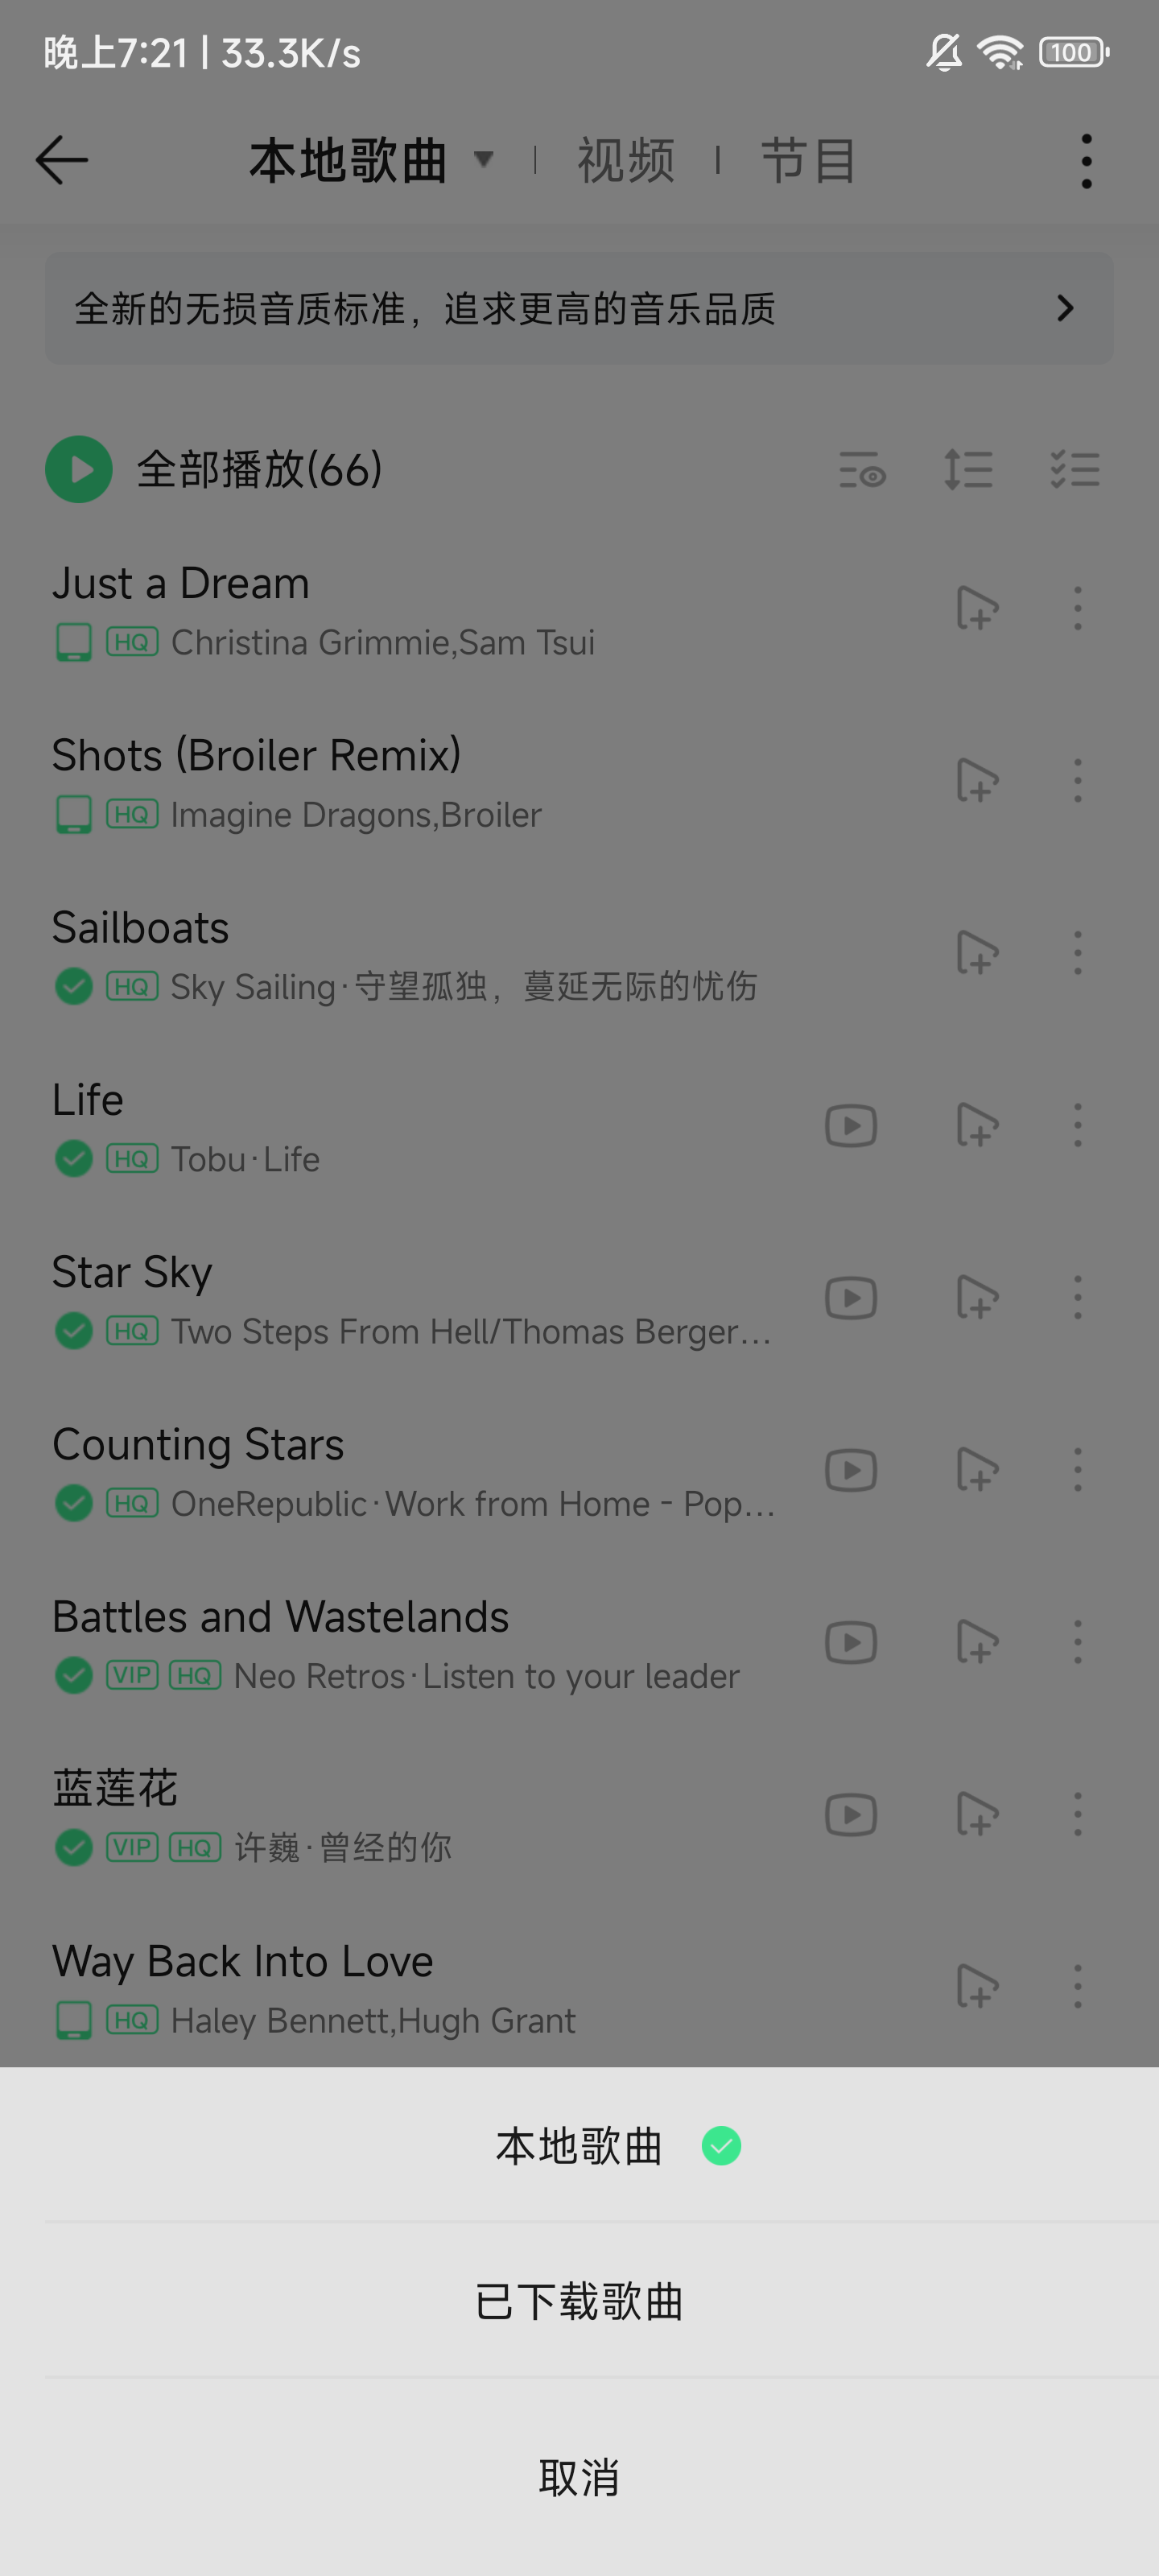 晚上7:21 | 33.3K/s
100
本地歌曲 视频 节目
全新的无损音质标准，追求更高的音乐品质
全部播放(66)
Just a Dream
HQ Christina Grimmie,Sam Tsui
Shots (Broiler Remix)
HQ Imagine Dragons,Broiler
Sailboats
HQ Sky Sailing·守望孤独，蔓延无际的忧伤
Life
HQ Tobu·Life
Star Sky
HQ Two Steps From Hell/Thomas Berger...
Counting Stars
HQ OneRepublic·Work from Home - Pop...
Battles and Wastelands
VIP HQ Neo Retros·Listen to your leader
蓝莲花
VIP HQ 许巍·曾经的你
Way Back Into Love
HQ Haley Bennett,Hugh Grant
本地歌曲
已下载歌曲
取消